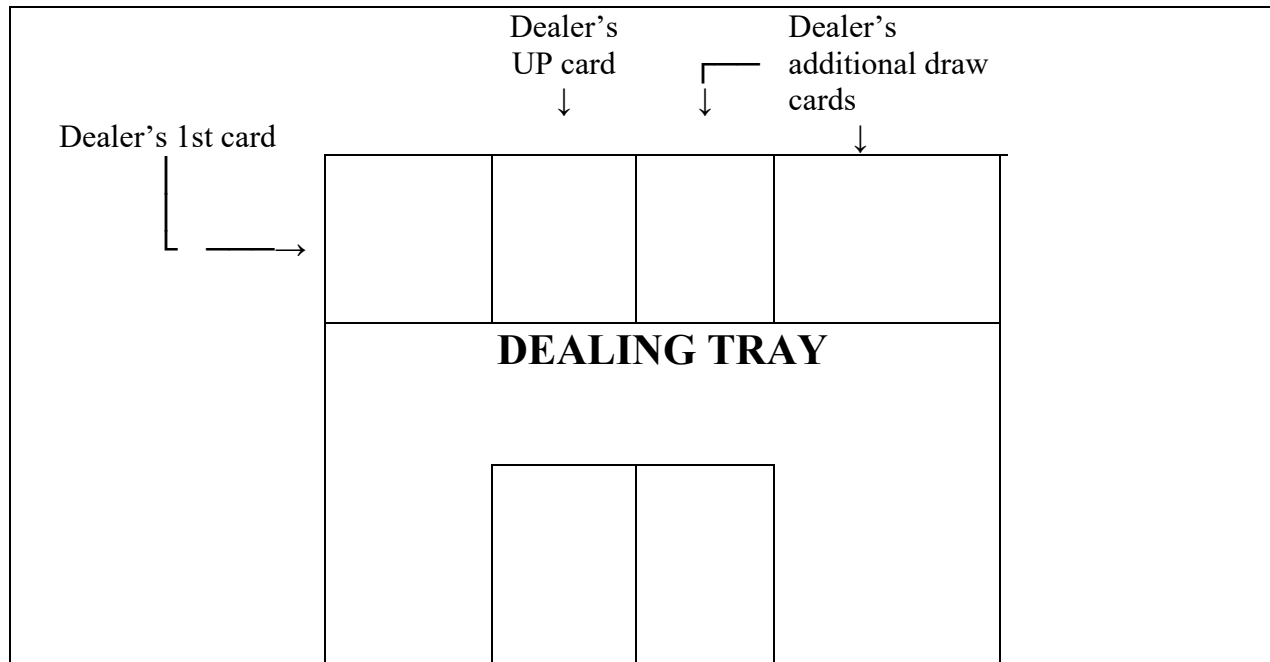 Dealer’s
UP card
Dealer’s
additional draw
cards
Dealer’s 1st card
DEALING TRAY